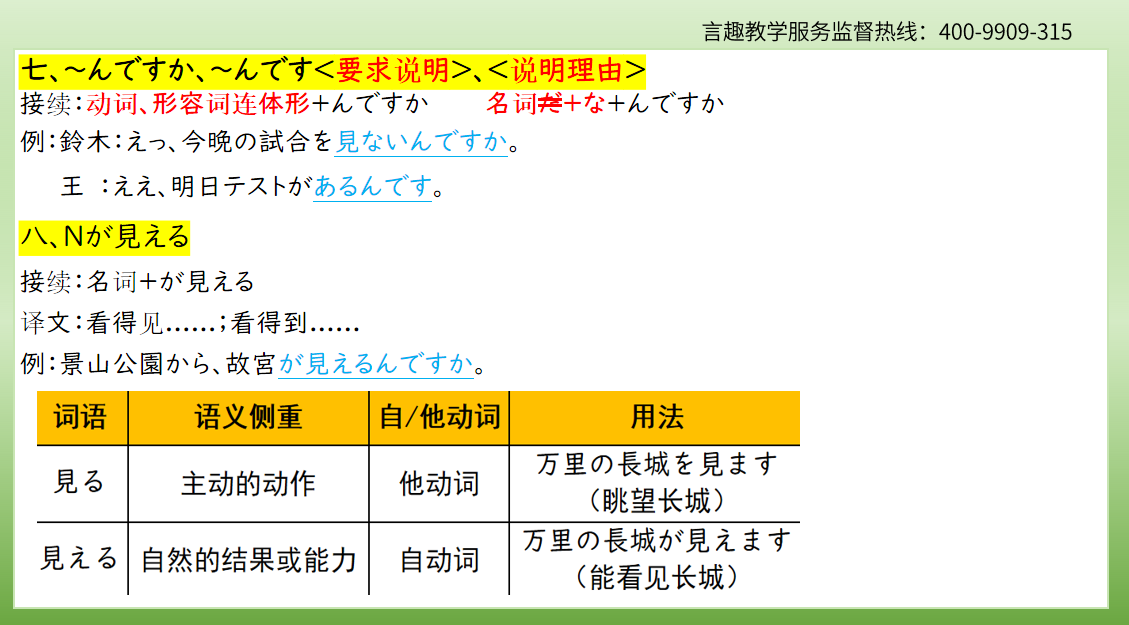 言趣教学服务监督热线：400-9909-315
七、～んですか、～んです<要求说明>、<说明理由>
接续：动词、形容词连体形+んですか　　名词だ+な+んですか
例：鈴木：えっ、今晩の試合を見ないんですか。
王　：ええ、明日テストがあるんです。
八、Nが見える
接续：名词+が見える
译文：看得见……；看得到……
例：景山公園から、故宮が見えるんですか。
词语　语义侧重　自/他动词　用法
見る　主动的动作　他动词　万里の長城を見ます
（眺望长城）
見える　自然的结果或能力　自动词　万里の長城が見えます
（能看见长城）